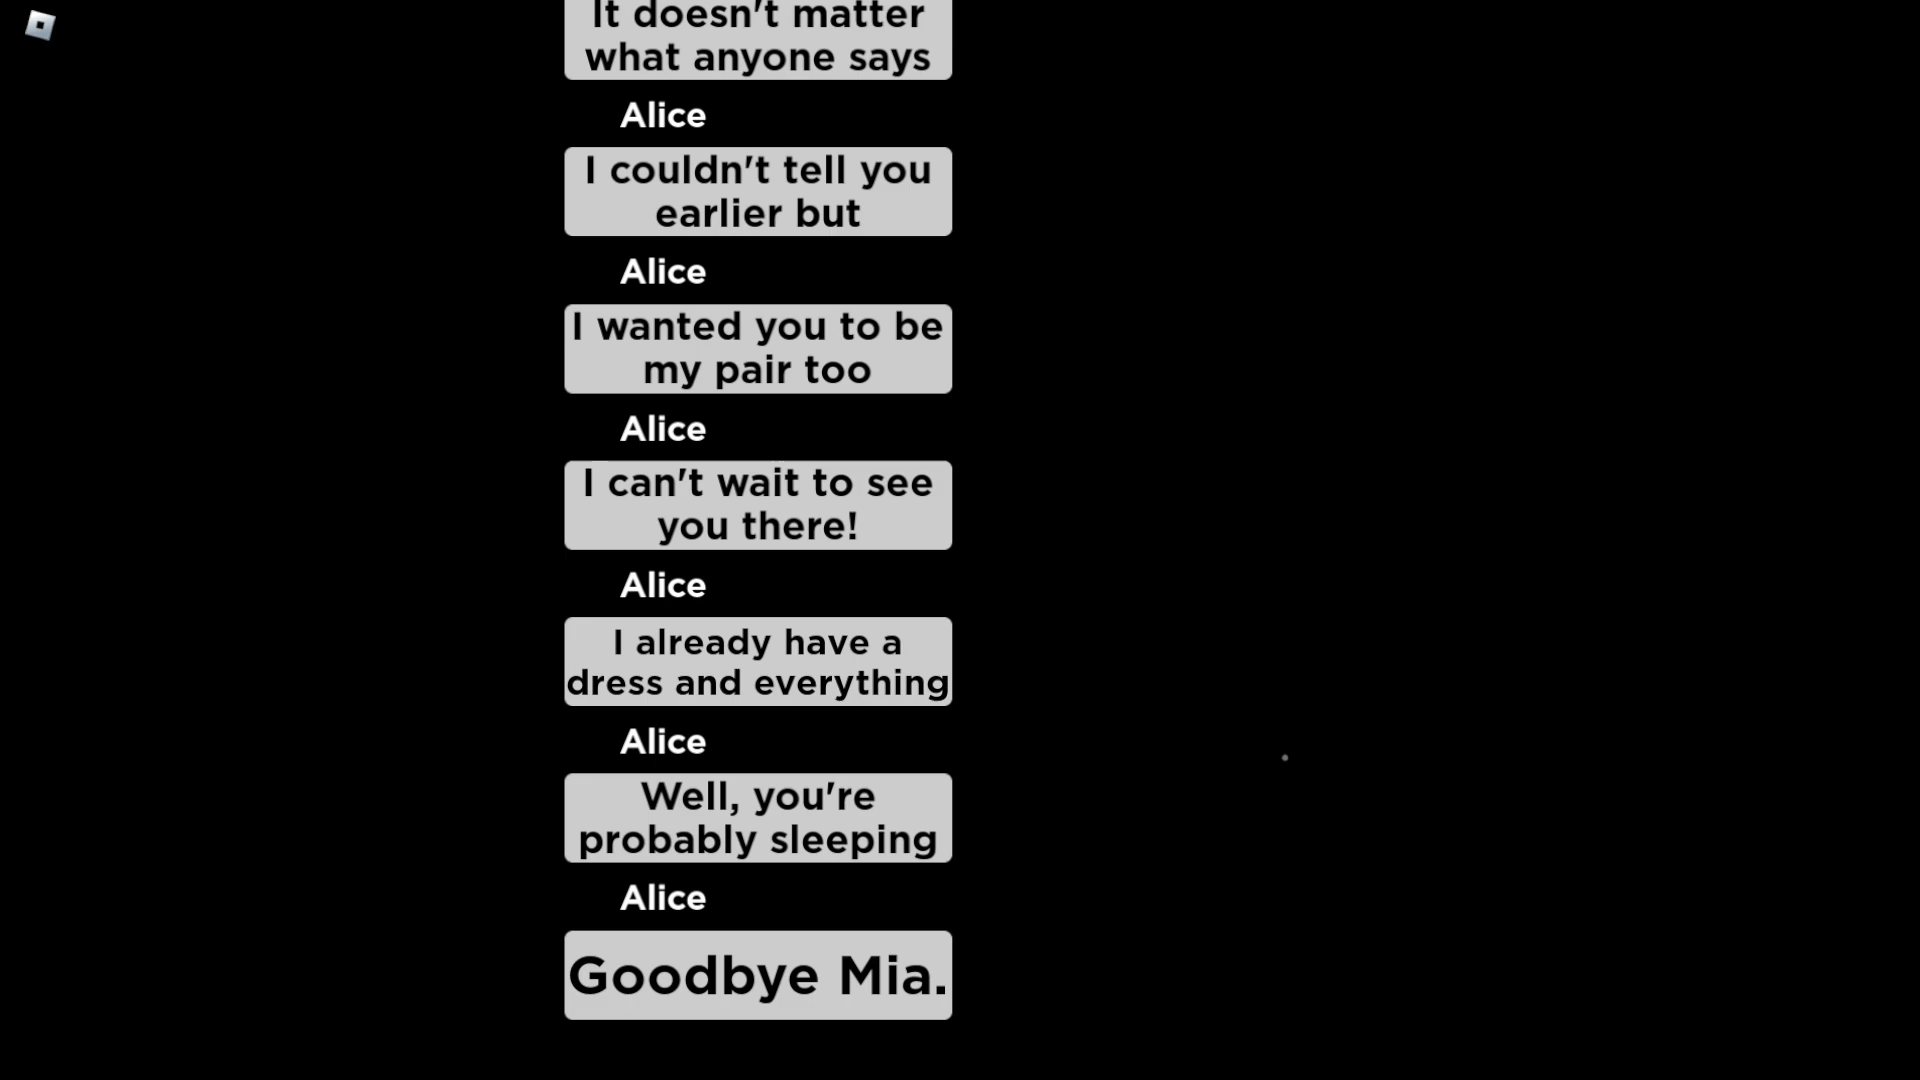 It doesn't matter
what anyone says
Alice
I couldn't tell you
earlier but
Alice
I wanted you to be
my pair too
Alice
I can't wait to see
you there!
Alice
I already have a
dress and everything
Alice
Well, you're
probably sleeping
Alice
Goodbye Mia.